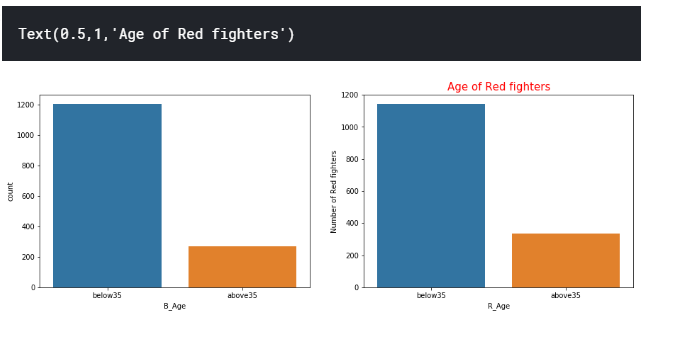 Text(0.5,1,'Age of Red fighters')
1200
1000
800
600
400
200
0
count
below35
above35
B_Age
Age of Red fighters
1200
1000
800
600
400
200
0
Number of Red fighters
below35
above35
R_Age